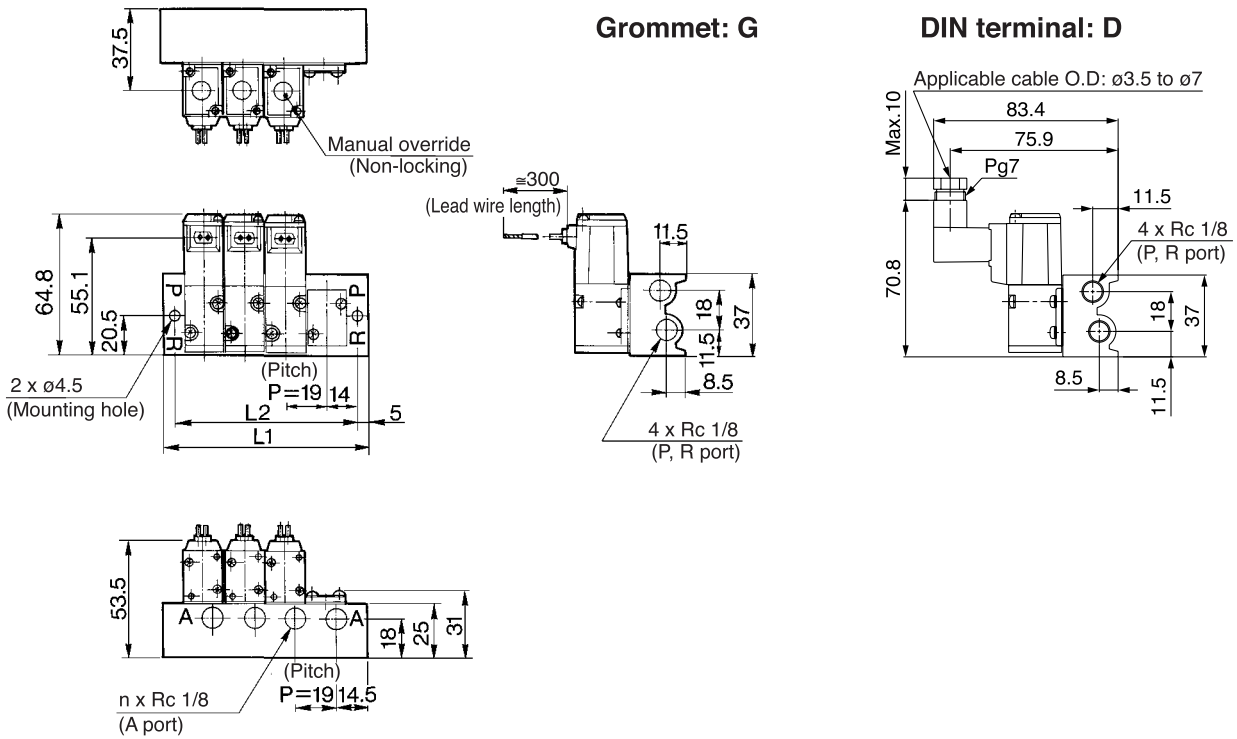 Grommet: G
DIN terminal: D
37.5
Manual override
(Non-locking)
64.8
55.1
20.5
P
R
P
R
2 x ø4.5
(Mounting hole)
(Pitch)
P=19
14
L2
5
L1
≅300
(Lead wire length)
11.5
18
37
11.5
8.5
4 x Rc 1/8
(P, R port)
Applicable cable O.D: ø3.5 to ø7
Max.10
83.4
75.9
Pg7
11.5
4 x Rc 1/8
(P, R port)
70.8
18
37
8.5
11.5
53.5
A
A
18
25
31
(Pitch)
P=19
14.5
n x Rc 1/8
(A port)